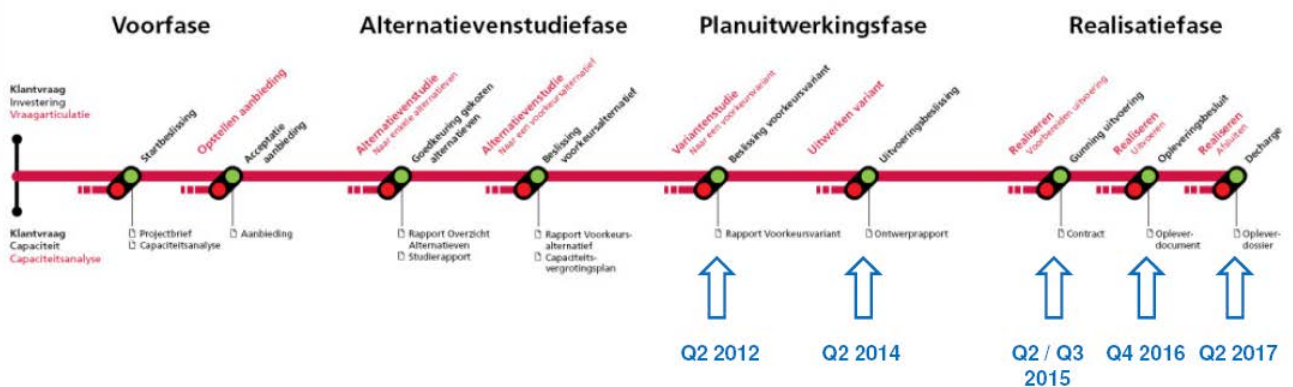 Voorfase
Alternatievenstudiefase
Planuitwerkingsfase
Realisatiefase
Klantvraag
Investering
Vraagarticulatie
Startbeslissing
Opstellen aanbieding
Acceptatie
aanbieding
Alternatievenstudie
Naar enkele alternatieven
Goedkeuring gekozen
alternatieven
Alternatievenstudie
Naar een voorkeursalternatief
Beslissing
voorkeursalternatief
Variantenstudie
Naar een voorkeursvariant
Beslissing voorkeursvariant
Uitwerken variant
Uitvoeringsbeslissing
Realiseren
Voorbereiden uitvoering
Gunning uitvoering
Realiseren
Uitvoeren
Opleveringsbesluit
Realiseren
Afsluiten
Decharge
Klantvraag
Capaciteit
Capaciteitsanalyse
Projectbrief
Capaciteitsanalyse
Aanbieding
Rapport Overzicht
Alternatieven
Studierapport
Rapport Voorkeurs-
alternatief
Capaciteits-
vergrotingsplan
Rapport Voorkeursvariant
Ontwerprapport
Contract
Oplever-
document
Oplever-
dossier
Q2 2012
Q2 2014
Q2 / Q3
2015
Q4 2016
Q2 2017